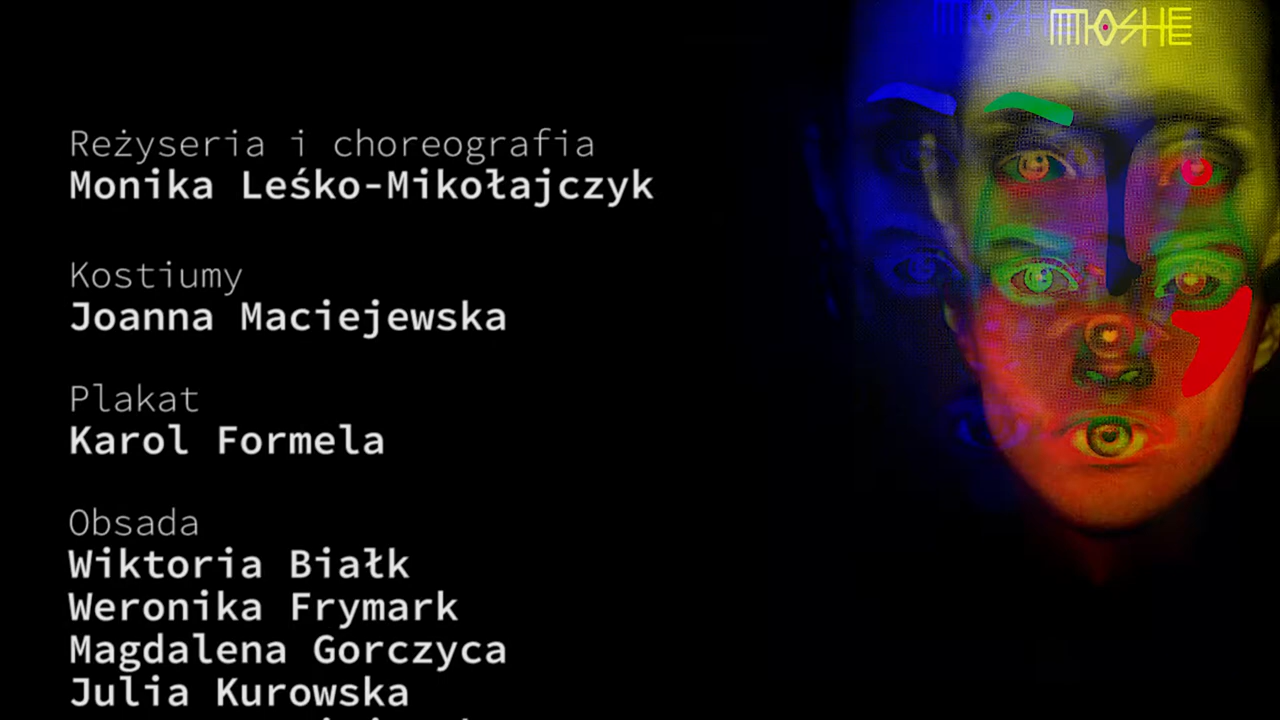 MOSHE
Reżyseria i choreografia
Monika Leśko-Mikołajczyk
Kostiumy
Joanna Maciejewska
Plakat
Karol Formela
Obsada
Wiktoria Białk
Weronika Frymark
Magdalena Gorczyca
Julia Kurowska